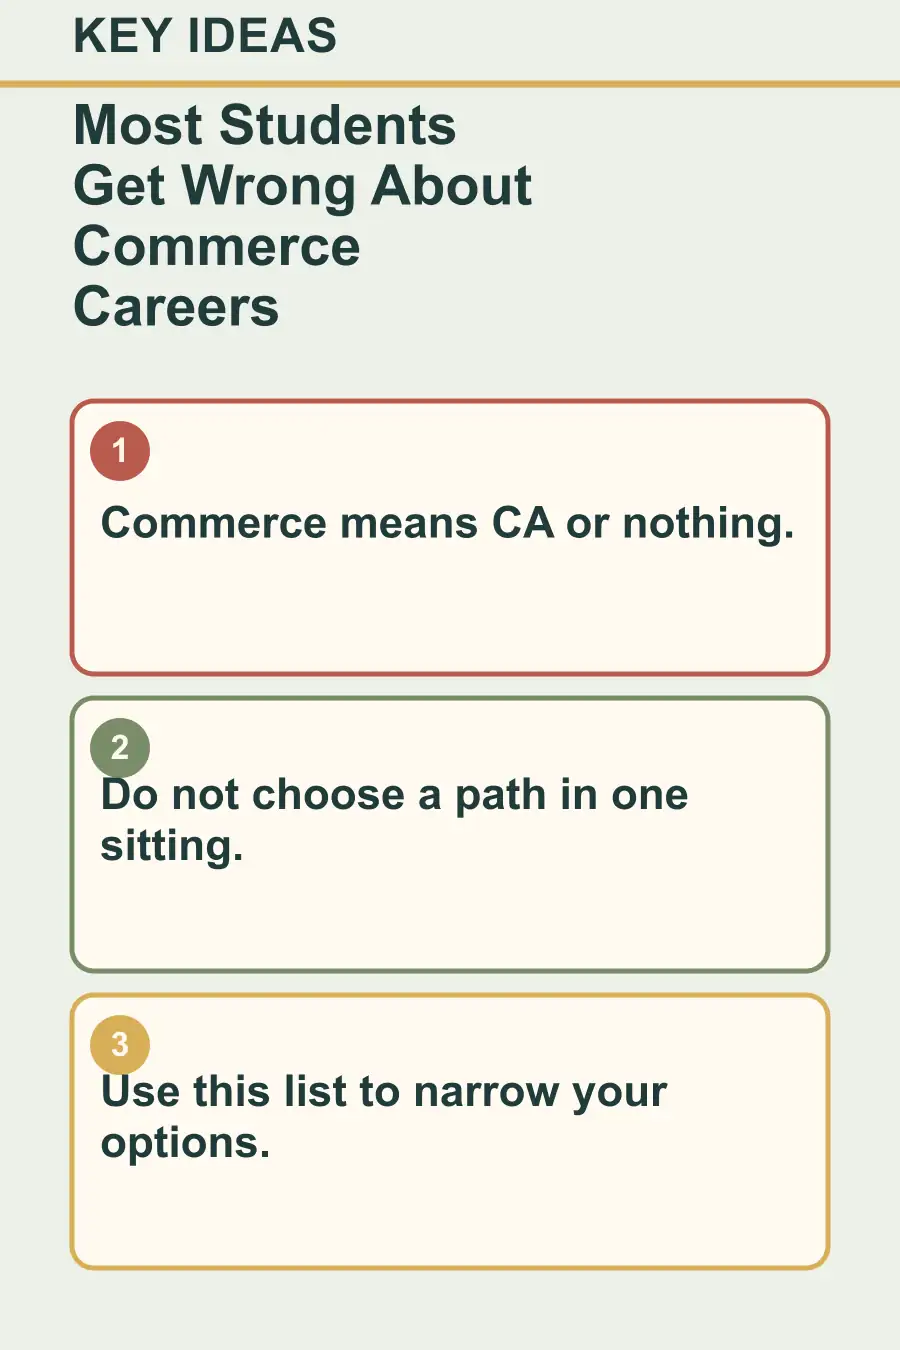 KEY IDEAS
Most Students
Get Wrong About
Commerce
Careers
1
Commerce means CA or nothing.
2
Do not choose a path in one
sitting.
3
Use this list to narrow your
options.